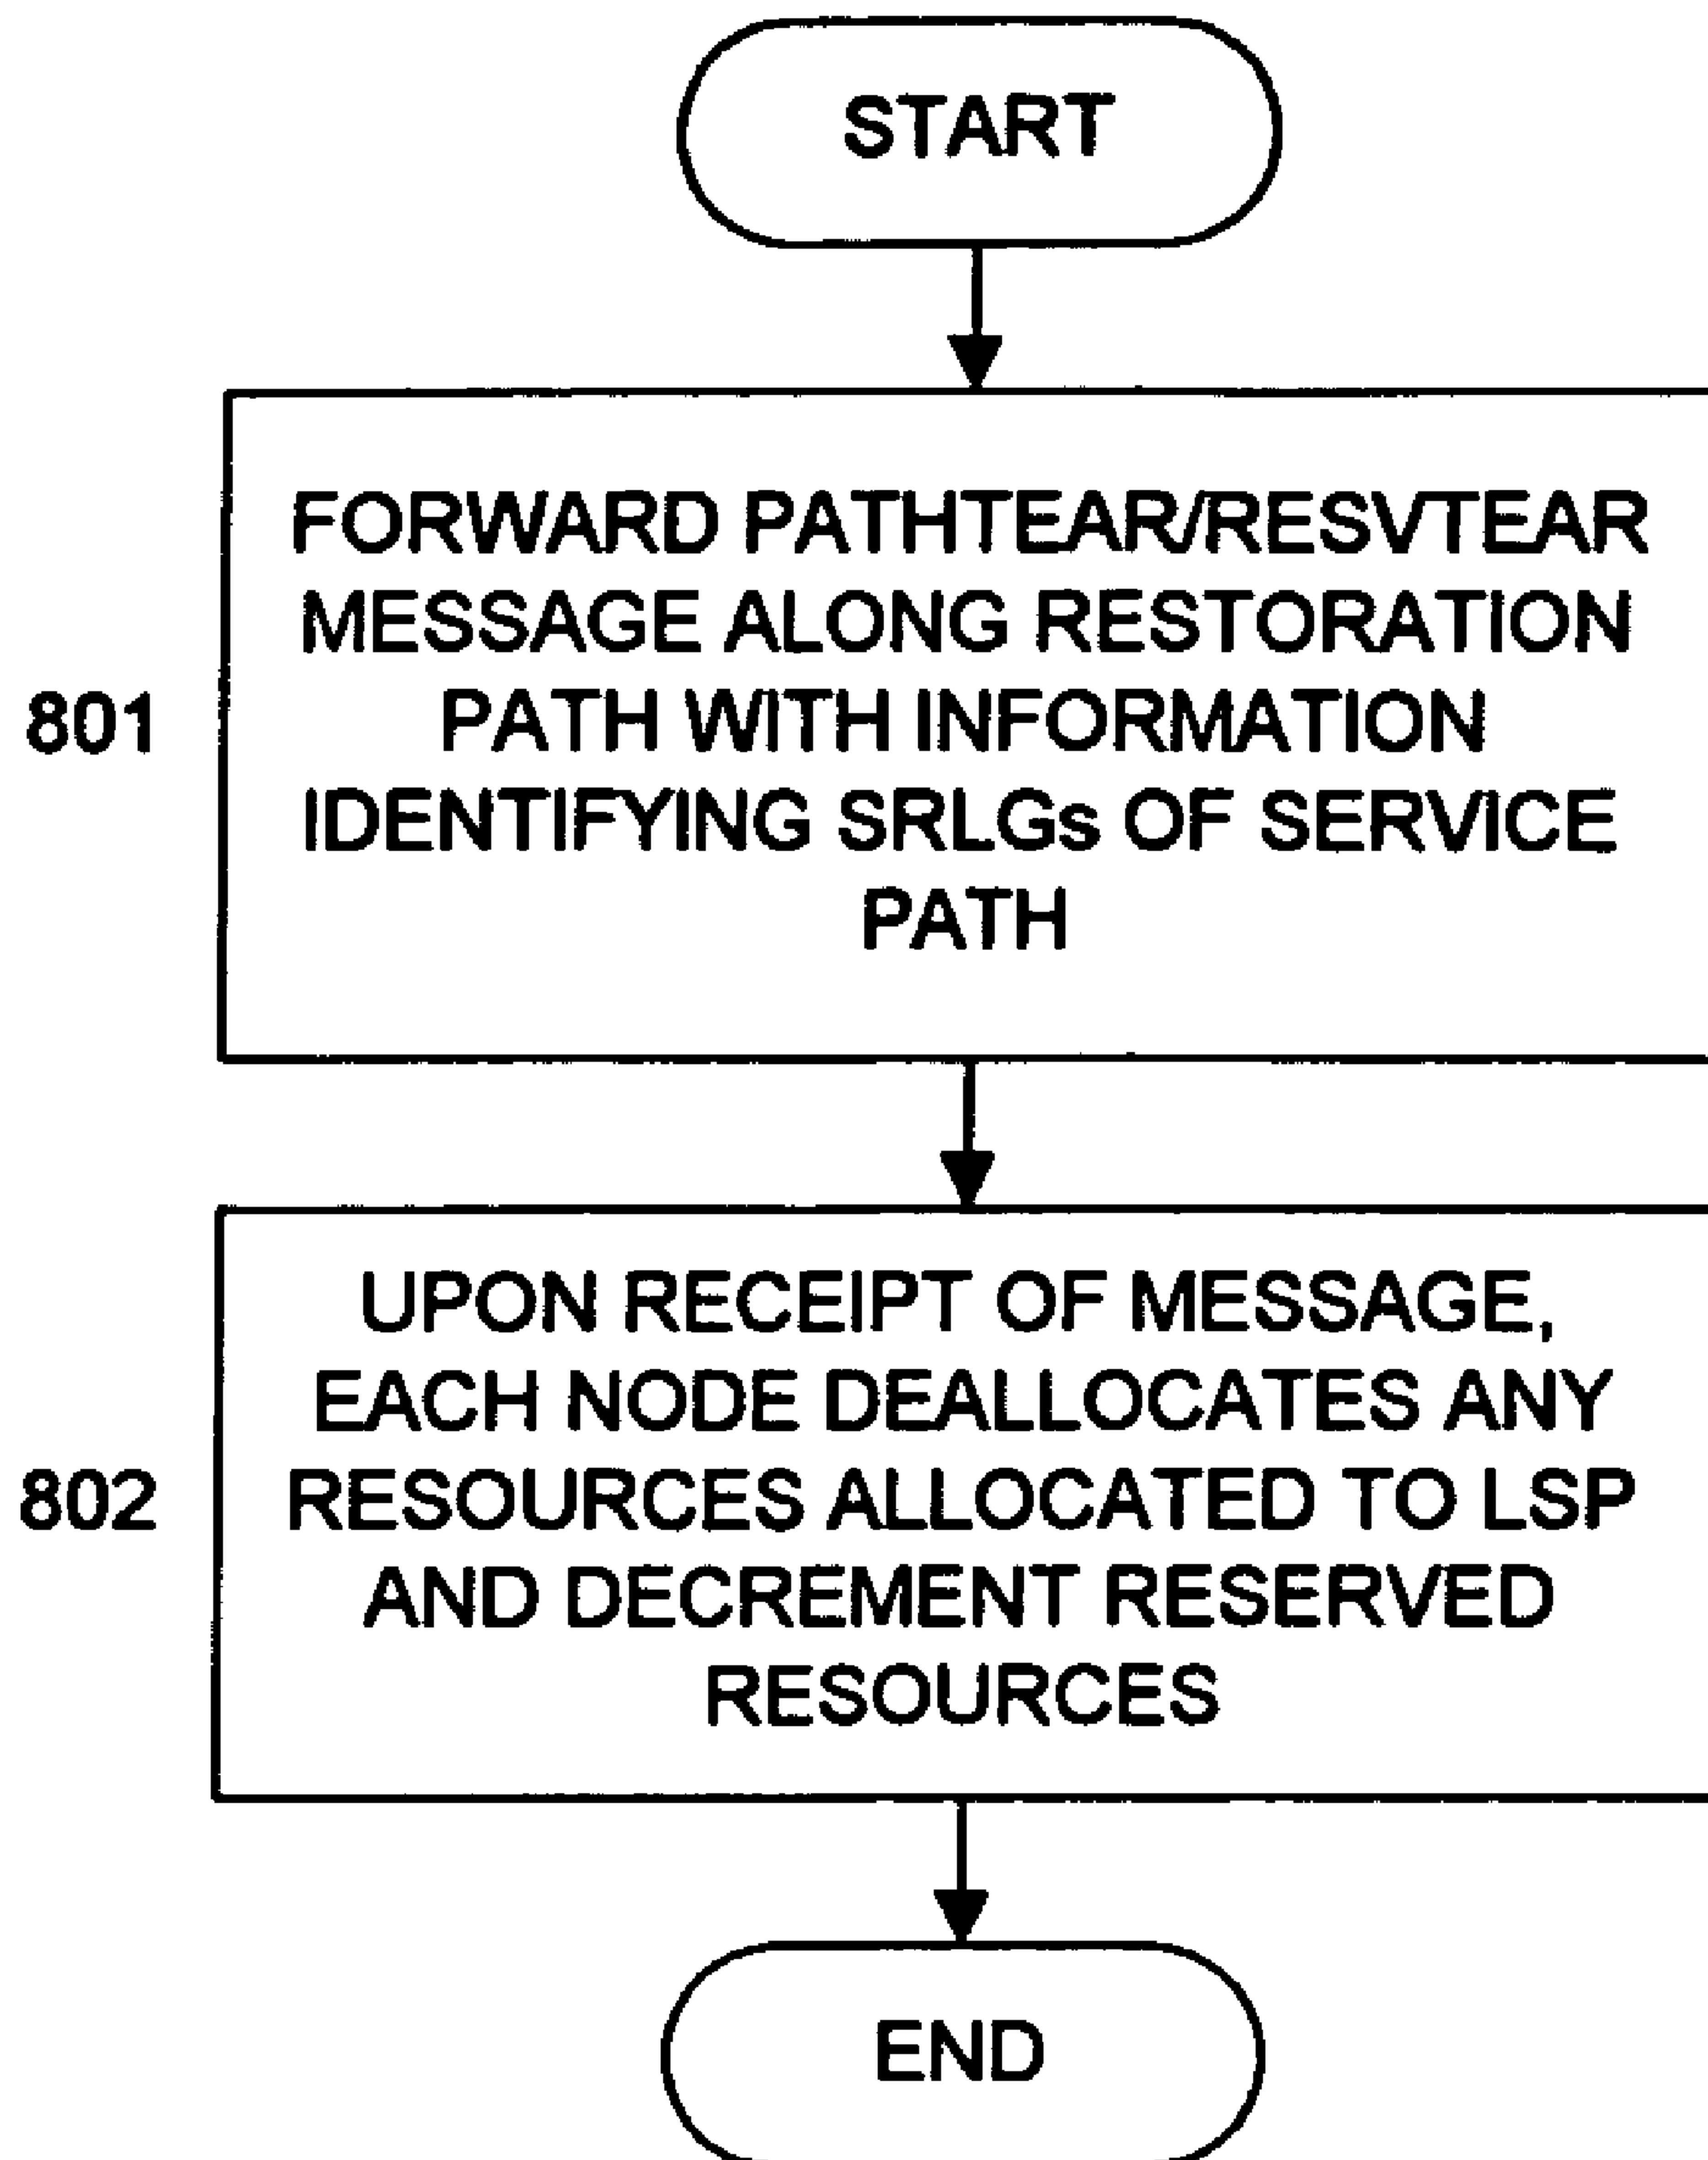 START
FORWARD PATHTEAR/RESVTEAR
MESSAGE ALONG RESTORATION
801
PATH WITH INFORMATION
IDENTIFYING SRLGs OF SERVICE
PATH
UPON RECEIPT OF MESSAGE,
EACH NODE DEALLOCATES ANY
802
RESOURCES ALLOCATED TO LSP
AND DECREMENT RESERVED
RESOURCES
END